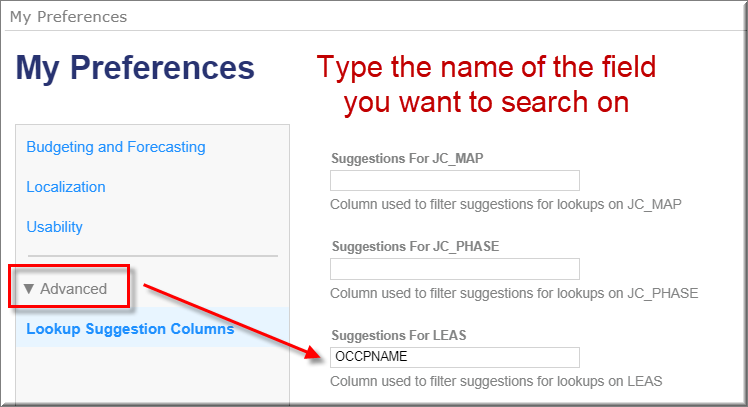 My Preferences
My Preferences
Type the name of the field
you want to search on
Budgeting and Forecasting
Localization
Usability
▼ Advanced
Lookup Suggestion Columns
Suggestions For JC_MAP
Column used to filter suggestions for lookups on JC_MAP
Suggestions For JC_PHASE
Column used to filter suggestions for lookups on JC_PHASE
Suggestions For LEAS
OCCPNAME
Column used to filter suggestions for lookups on LEAS